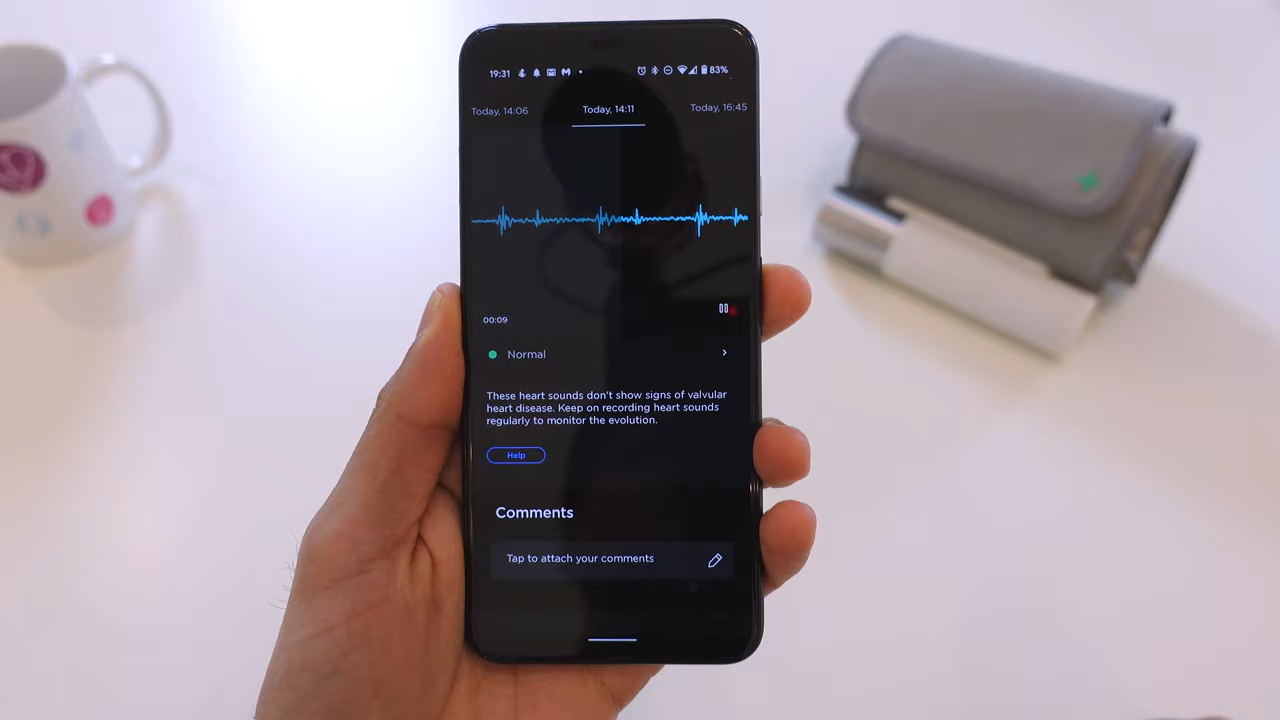 19:31
83%
Today, 14:06
Today, 14:11
Today, 16:45
00:09
Normal
These heart sounds don't show signs of valvular
heart disease. Keep on recording heart sounds
regularly to monitor the evolution.
Help
Comments
Tap to attach your comments